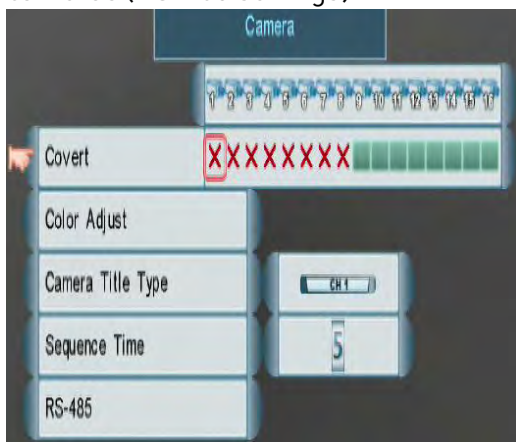 Camera
1 2 3 4 5 6 7 8 9 10 11 12 13 14 15 16
Covert X X X X X X X X
Color Adjust
Camera Title Type CH 1
Sequence Time 5
RS-485